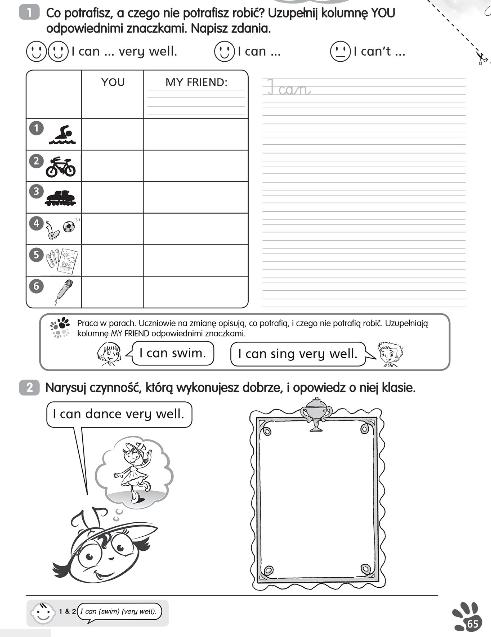 1 Co potrafisz, a czego nie potrafisz robić? Uzupełnij kolumnę YOU
odpowiednimi znaczkami. Napisz zdania.
I can ... very well. I can ... I can't ...
YOU MY FRIEND:
I can
1
2
3
4
5
6
Praca w parach. Uczniowie na zmianę opisują, co potrafią, i czego nie potrafią robić. Uzupełniają
kolumnę MY FRIEND odpowiednimi znaczkami.
I can swim. I can sing very well.
2 Narysuj czynność, którą wykonujesz dobrze, i opowiedz o niej klasie.
I can dance very well.
1 & 2 I can (swim) (very well).
65